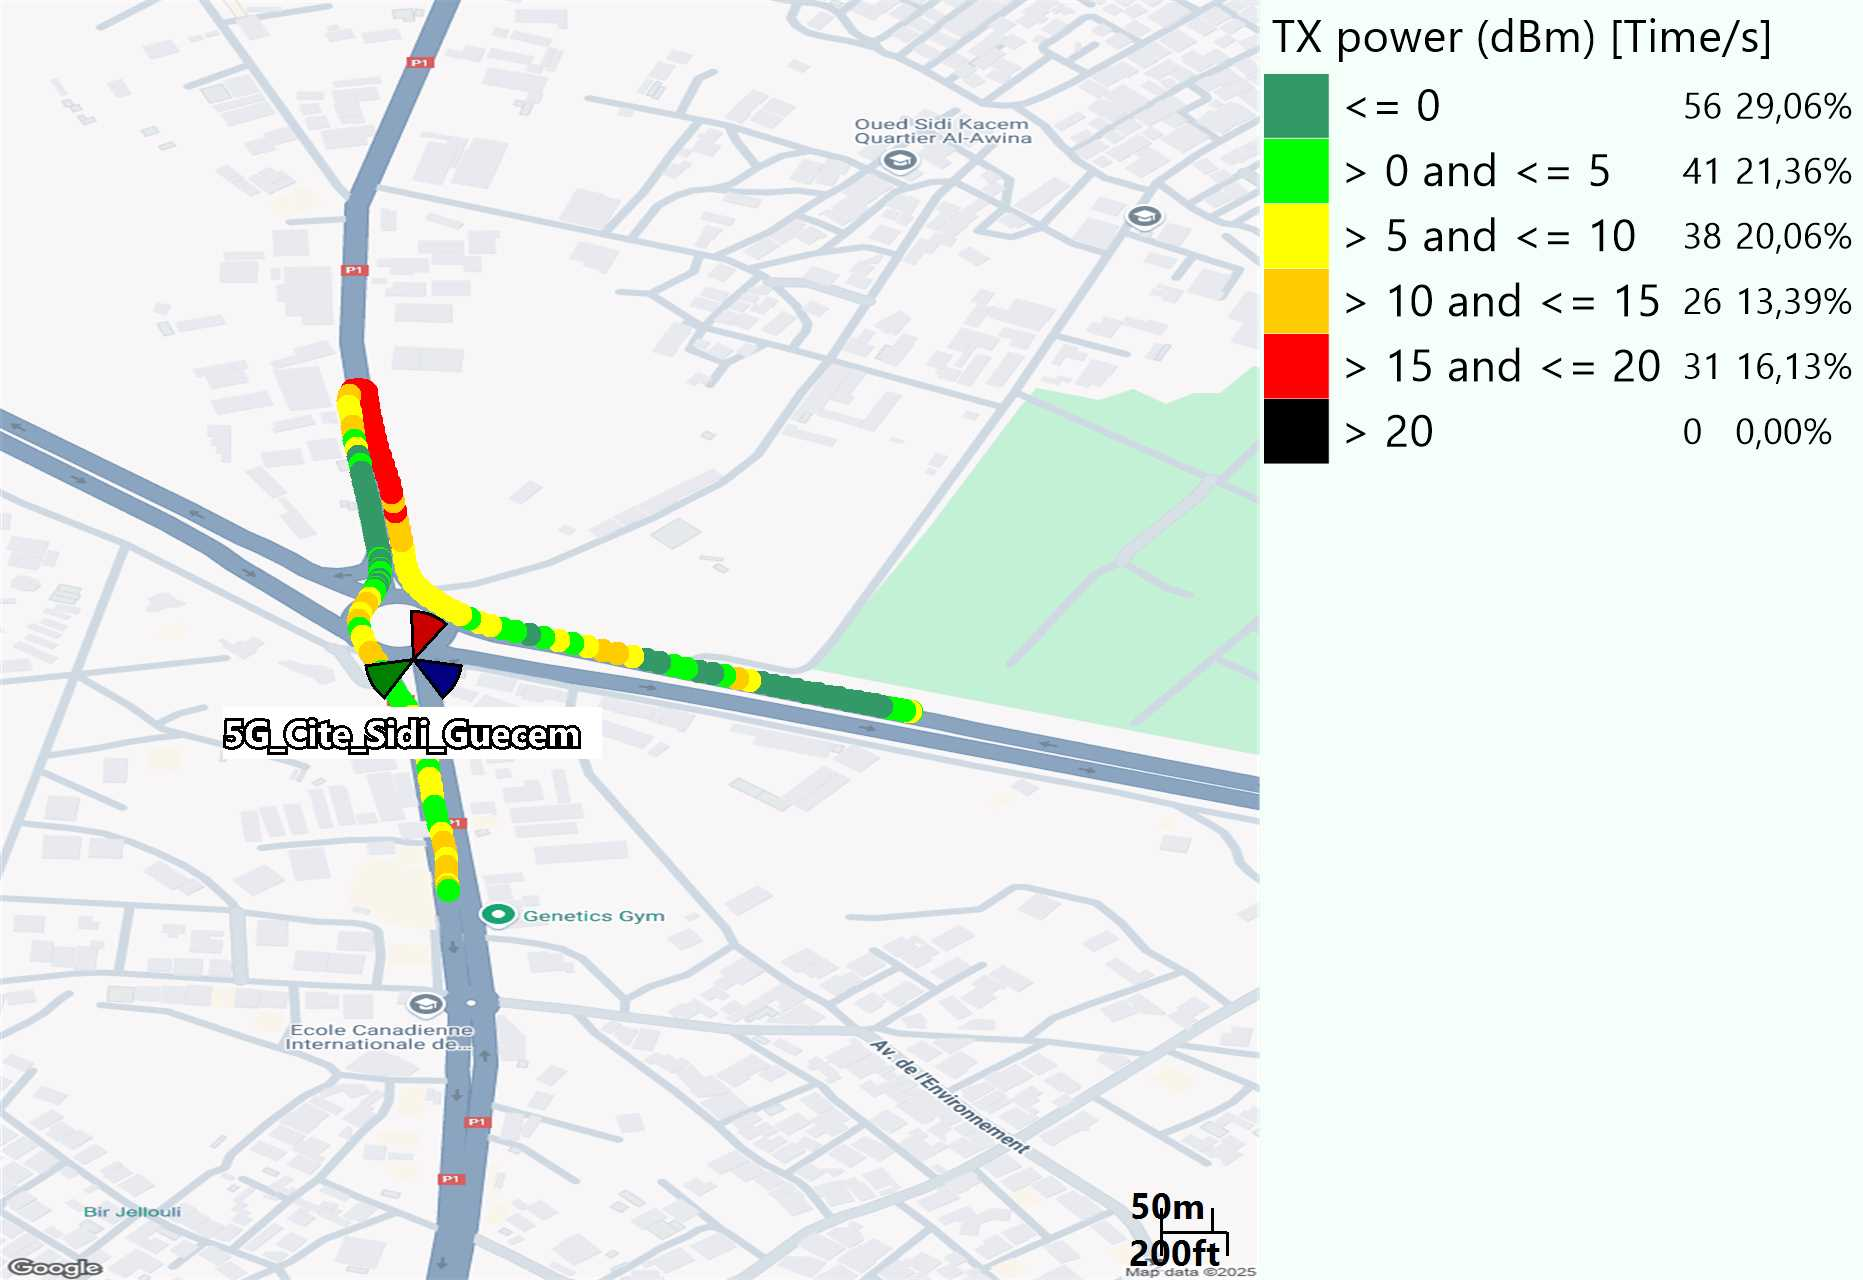 TX power (dBm) [Time/s]
<= 0 56 29,06%
> 0 and <= 5 41 21,36%
> 5 and <= 10 38 20,06%
> 10 and <= 15 26 13,39%
> 15 and <= 20 31 16,13%
> 20 0 0,00%
P1
Oued Sidi Kacem
Quartier Al-Awina
P1
5G_Cite_Sidi_Guecem
P1
Genetics Gym
Ecole Canadienne
Internationale de...
Av. de l'Environnement
P1
P1
Bir Jellouli
50m
200ft
Google
Map data ©2025